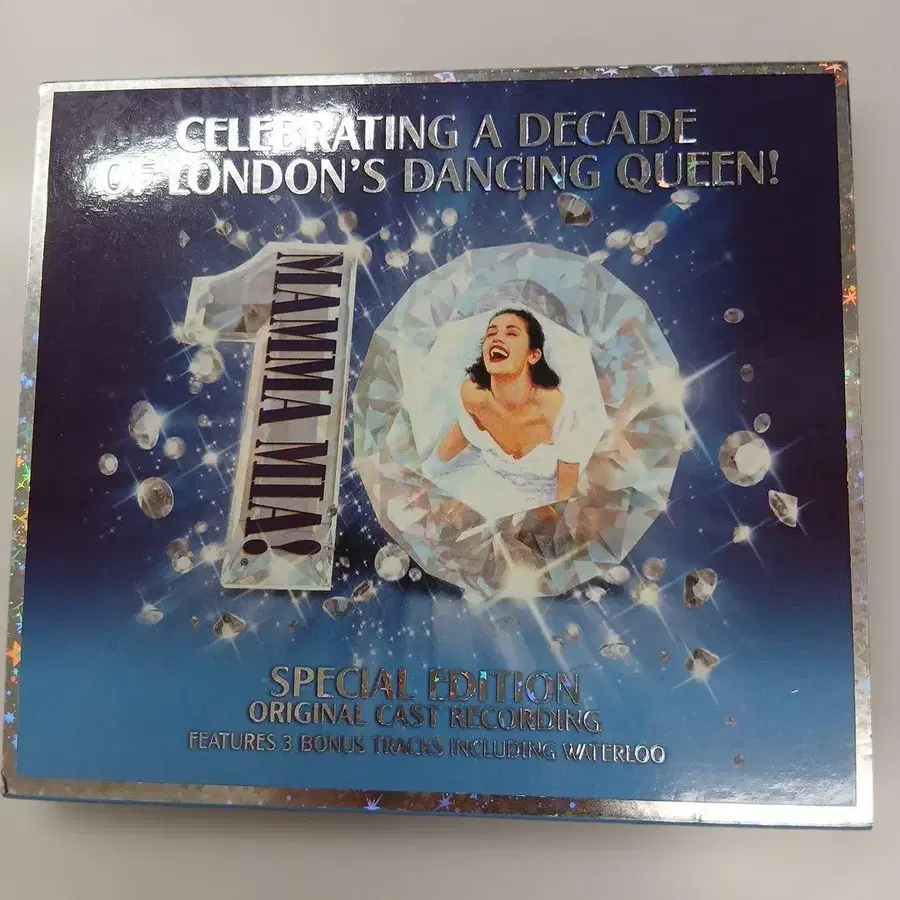 CELEBRATING A DECADE
OF LONDON'S DANCING QUEEN!
MAMMA MIA!
10
SPECIAL EDITION
ORIGINAL CAST RECORDING
FEATURES 3 BONUS TRACKS INCLUDING WATERLOO